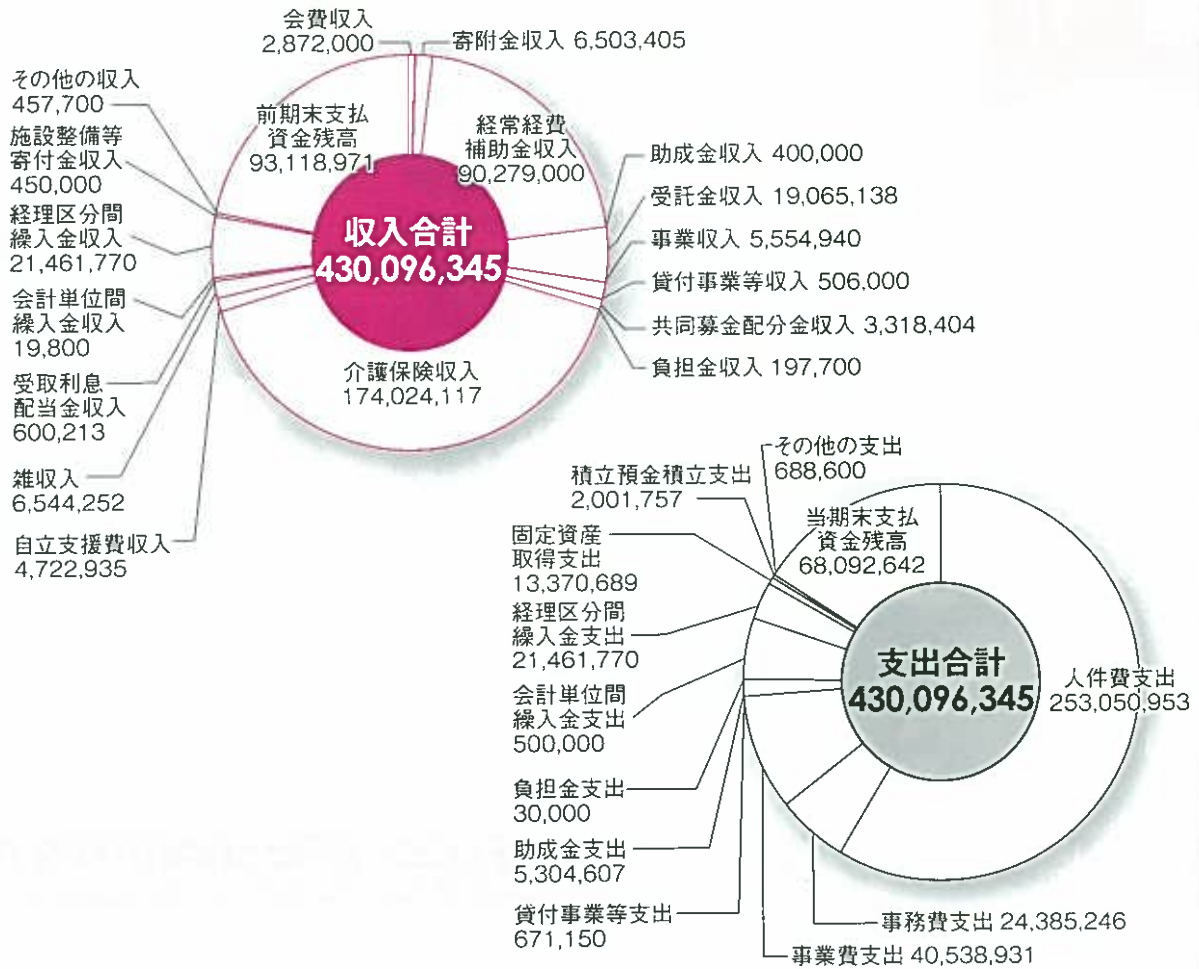 会費収入
2,872,000
寄附金収入 6,503,405
経常経費
補助金収入
90,279,000
助成金収入 400,000
受託金収入 19,065,138
事業収入 5,554,940
貸付事業等収入 506,000
共同募金配分金収入 3,318,404
負担金収入 197,700
介護保険収入
174,024,117
自立支援費収入
4,722,935
雑収入
6,544,252
受取利息
配当金収入
600,213
会計単位間
繰入金収入
19,800
経理区分間
繰入金収入
21,461,770
施設整備等
寄付金収入
450,000
その他の収入
457,700
前期末支払
資金残高
93,118,971
収入合計
430,096,345
その他の支出
688,600
積立預金積立支出
2,001,757
固定資産
取得支出
13,370,689
経理区分間
繰入金支出
21,461,770
会計単位間
繰入金支出
500,000
負担金支出
30,000
助成金支出
5,304,607
貸付事業等支出
671,150
事業費支出 40,538,931
事務費支出 24,385,246
人件費支出
253,050,953
当期末支払
資金残高
68,092,642
支出合計
430,096,345